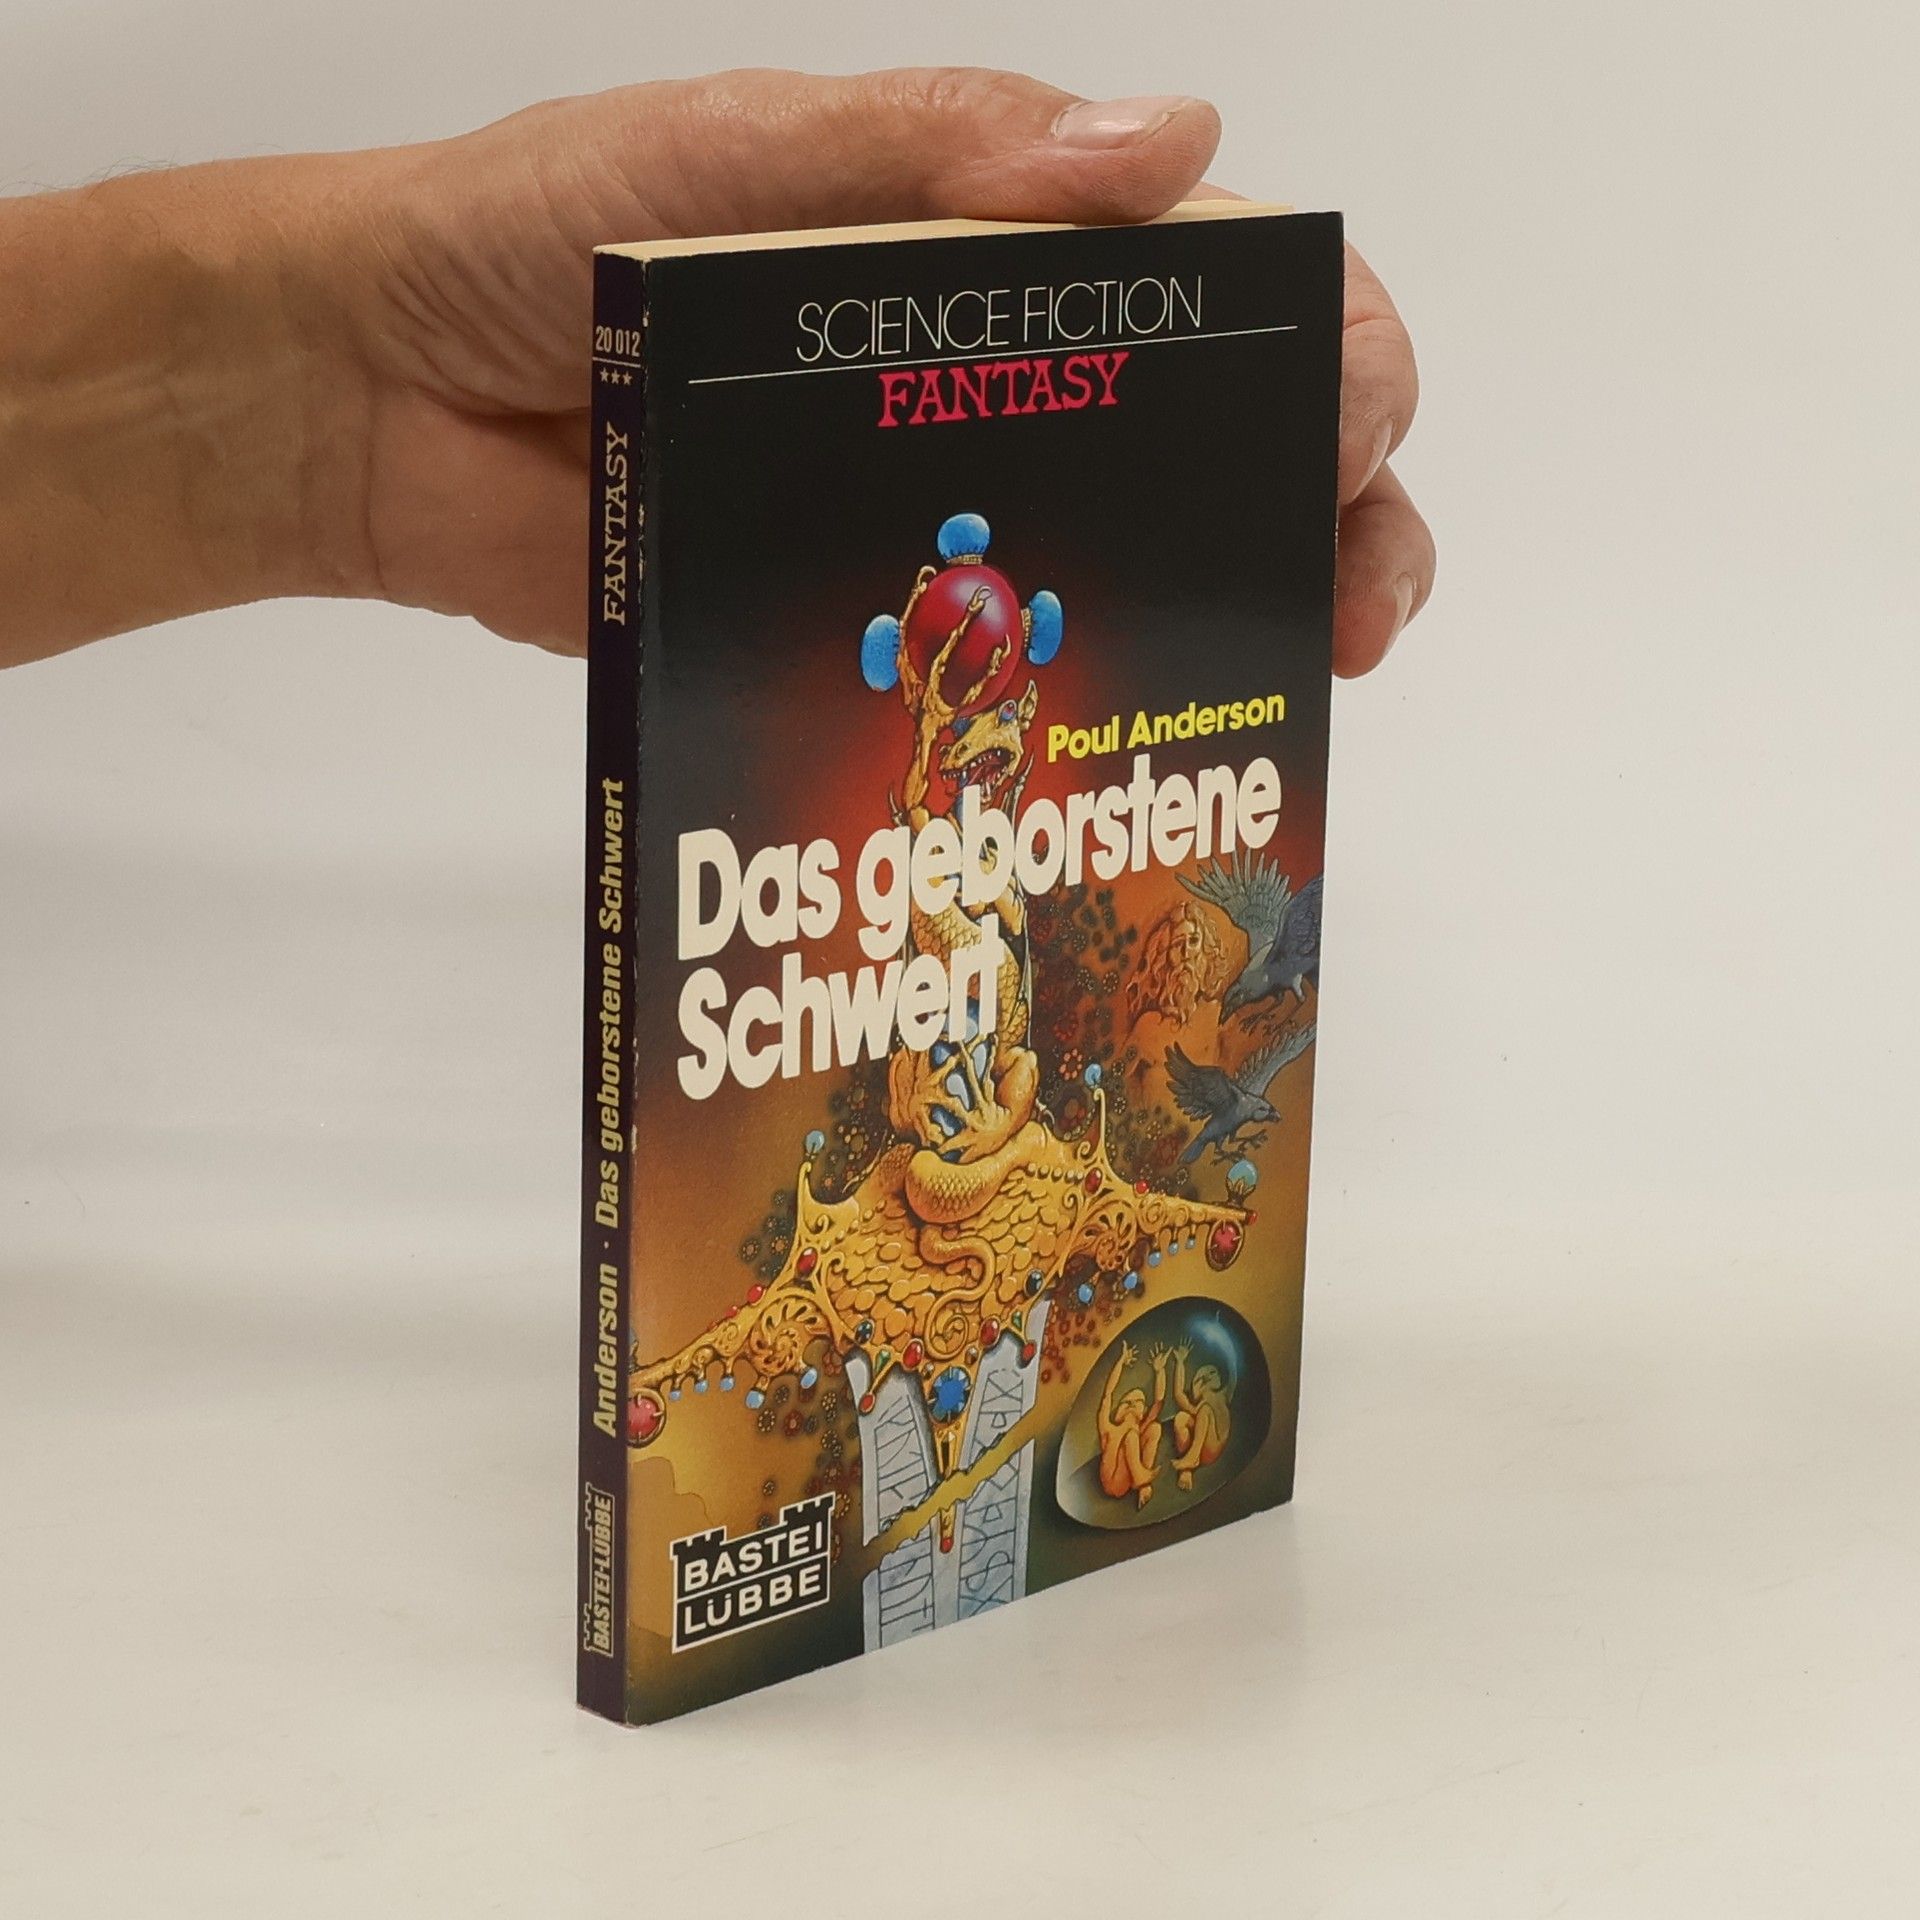 20 012
***
FANTASY
Anderson · Das geborstene Schwert
BASTEI-LÜBBE
SCIENCE FICTION
FANTASY
Poul Anderson
Das geborstene
Schwert
BASTEI
LÜBBE